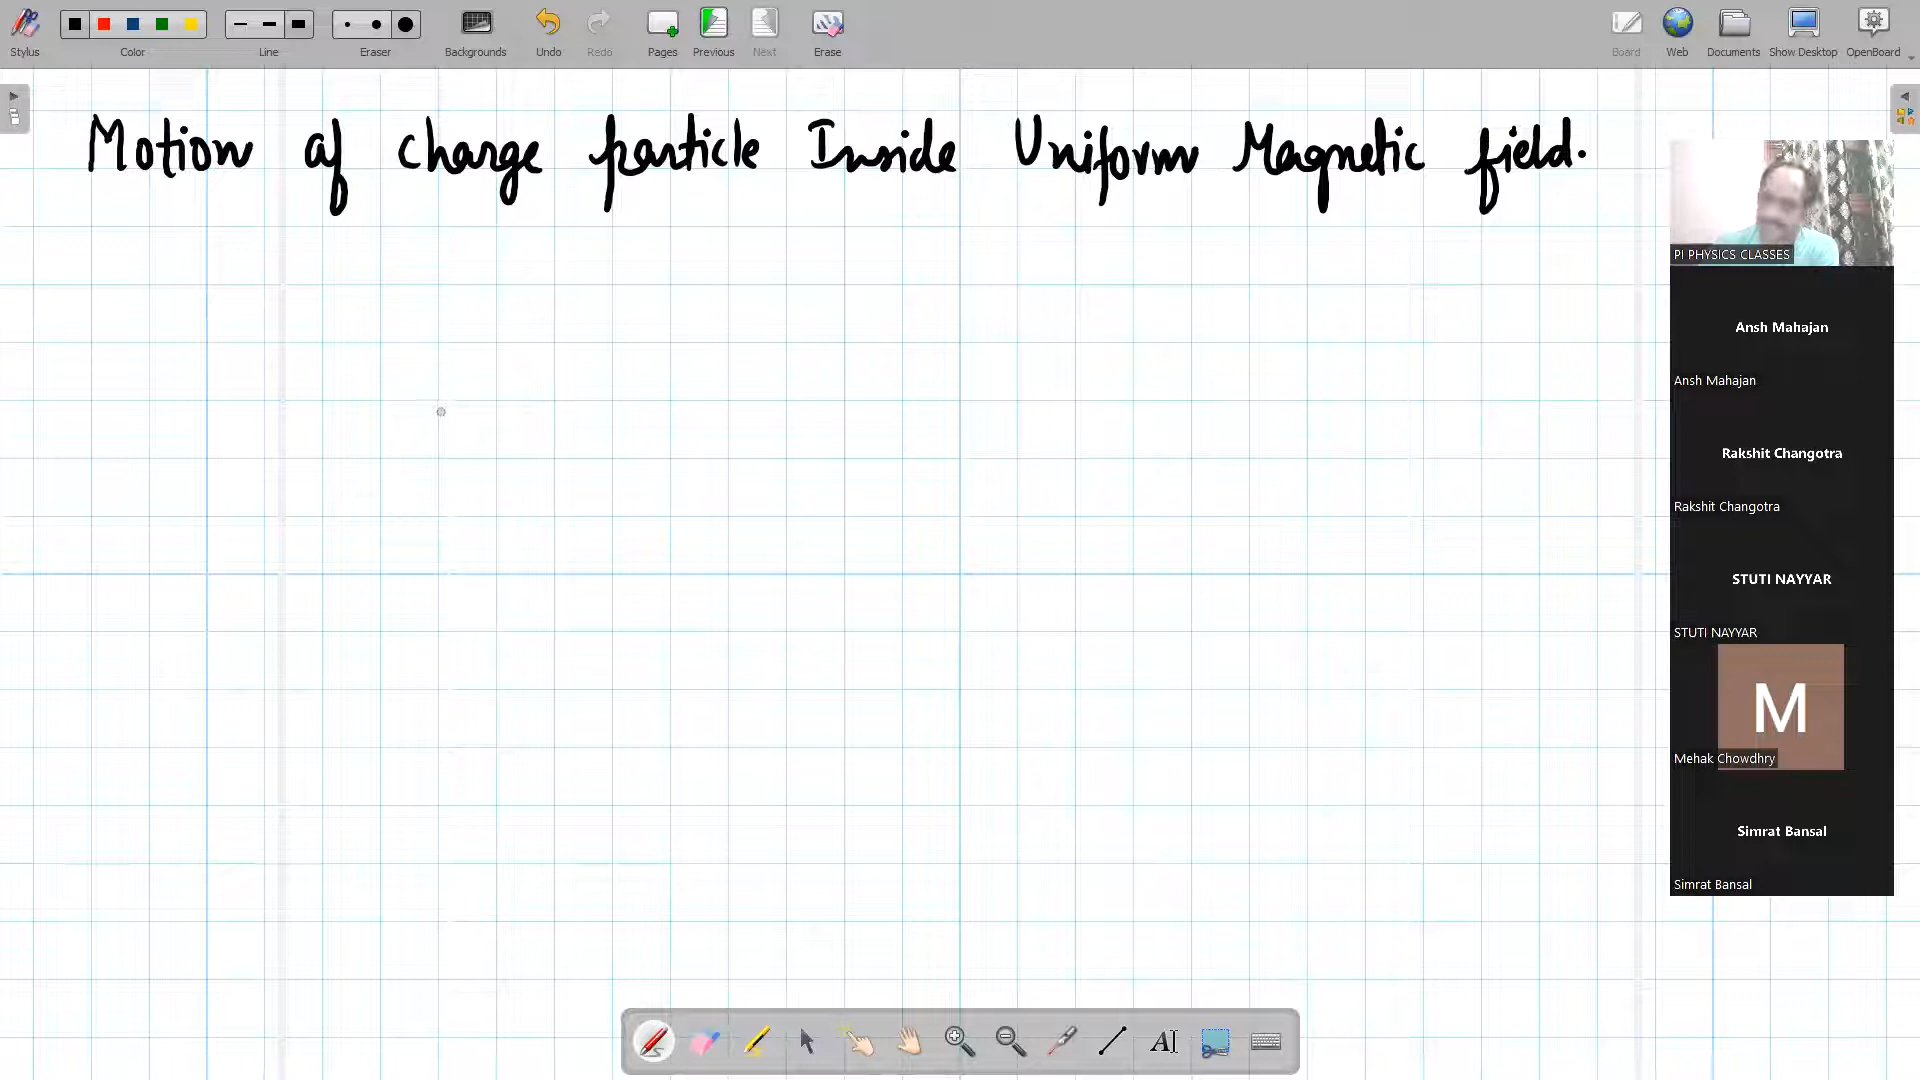 Stylus Color Line Eraser Backgrounds Undo Redo Pages Previous Next Erase Board Web Documents Show Desktop OpenBoard
Motion of charge particle Inside Uniform Magnetic field.
PI PHYSICS CLASSES
Ansh Mahajan
Ansh Mahajan
Rakshit Changotra
Rakshit Changotra
STUTI NAYYAR
STUTI NAYYAR
M
Mehak Chowdhry
Simrat Bansal
Simrat Bansal
AI